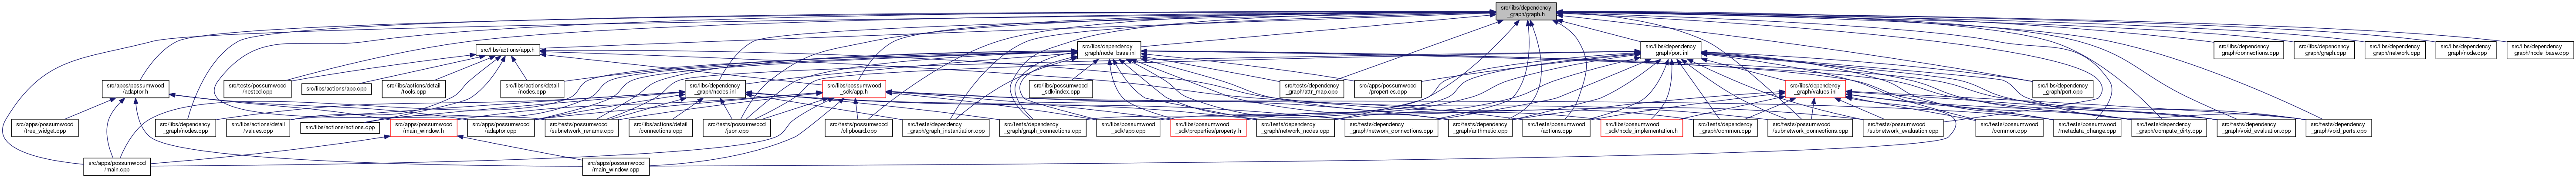 src/libs/dependency
_graph/graph.h
src/libs/actions/app.h
src/libs/dependency
_graph/node_base.inl
src/libs/dependency
_graph/port.inl
src/libs/dependency
_graph/connections.cpp
src/libs/dependency
_graph/graph.cpp
src/libs/dependency
_graph/network.cpp
src/libs/dependency
_graph/node.cpp
src/libs/dependency
_graph/node_base.cpp
src/apps/possumwood
/adaptor.h
src/tests/possumwood
/nested.cpp
src/libs/actions/app.cpp
src/libs/actions/detail
/tools.cpp
src/libs/actions/detail
/nodes.cpp
src/libs/dependency
_graph/nodes.inl
src/libs/possumwood
_sdk/app.h
src/libs/possumwood
_sdk/index.cpp
src/tests/dependency
_graph/attr_map.cpp
src/apps/possumwood
/properties.cpp
src/libs/dependency
_graph/values.inl
src/libs/dependency
_graph/port.cpp
src/apps/possumwood
/tree_widget.cpp
src/libs/dependency
_graph/nodes.cpp
src/libs/actions/detail
/values.cpp
src/libs/actions/actions.cpp
src/apps/possumwood
/main_window.h
src/apps/possumwood
/adaptor.cpp
src/tests/possumwood
/subnetwork_rename.cpp
src/libs/actions/detail
/connections.cpp
src/tests/possumwood
/json.cpp
src/tests/possumwood
/clipboard.cpp
src/tests/dependency
_graph/graph_instantiation.cpp
src/tests/dependency
_graph/graph_connections.cpp
src/libs/possumwood
_sdk/app.cpp
src/libs/possumwood
_sdk/properties/property.h
src/tests/dependency
_graph/network_nodes.cpp
src/tests/dependency
_graph/network_connections.cpp
src/tests/dependency
_graph/arithmetic.cpp
src/tests/possumwood
/actions.cpp
src/libs/possumwood
_sdk/node_implementation.h
src/tests/dependency
_graph/common.cpp
src/tests/possumwood
/subnetwork_connections.cpp
src/tests/possumwood
/subnetwork_evaluation.cpp
src/tests/possumwood
/common.cpp
src/tests/possumwood
/metadata_change.cpp
src/tests/dependency
_graph/compute_dirty.cpp
src/tests/dependency
_graph/void_evaluation.cpp
src/tests/dependency
_graph/void_ports.cpp
src/apps/possumwood
/main.cpp
src/apps/possumwood
/main_window.cpp